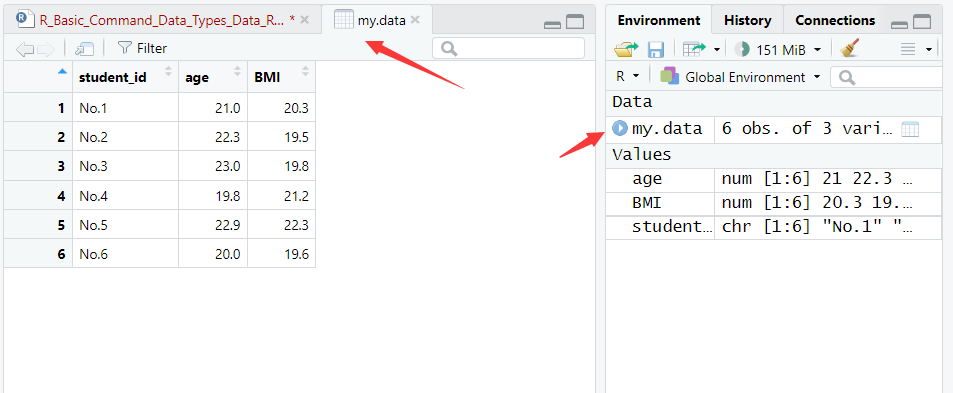 R_Basic_Command_Data_Types_Data_R... *
my.data
Filter
student_id age BMI
1 No.1 21.0 20.3
2 No.2 22.3 19.5
3 No.3 23.0 19.8
4 No.4 19.8 21.2
5 No.5 22.9 22.3
6 No.6 20.0 19.6
Environment History Connections
151 MiB
R Global Environment
Data
my.data 6 obs. of 3 vari…
Values
age num [1:6] 21 22.3 …
BMI num [1:6] 20.3 19.…
student… chr [1:6] "No.1" "…